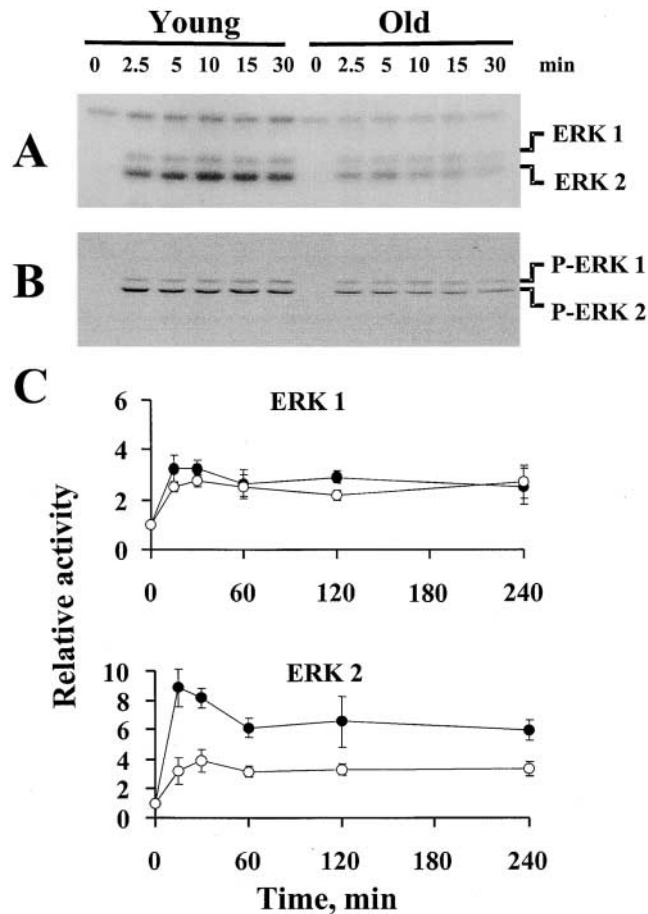 Young Old
0 2.5 5 10 15 30 0 2.5 5 10 15 30 min
A
ERK 1
ERK 2
B
P-ERK 1
P-ERK 2
C
ERK 1
6
4
2
0
0 60 120 180 240
Relative activity
ERK 2
10
8
6
4
2
0
0 60 120 180 240
Time, min